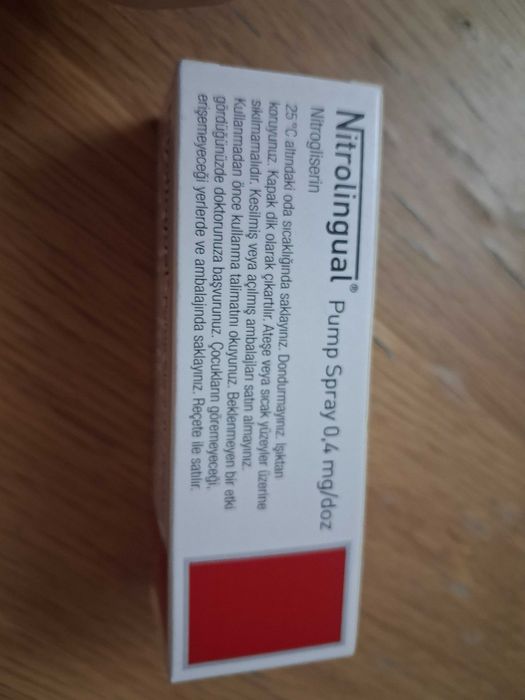 Nitrolingual® Pump Spray 0,4 mg/doz
Nitrogliserin
25 °C altındaki oda sıcaklığında saklayınız. Dondurmayınız. Işıktan
koruyunuz. Kapak dik olarak çıkartılır. Ateşe veya sıcak yüzeyler üzerine
sıkılmamalıdır. Kesilmiş veya açılmış ambalajları satın almayınız.
Kullanmadan önce kullanma talimatını okuyunuz. Beklenmeyen bir etki
gördüğünüzde doktorunuza başvurunuz. Çocukların göremeyeceği,
erişemeyeceği yerlerde ve ambalajında saklayınız. Reçete ile satılır.